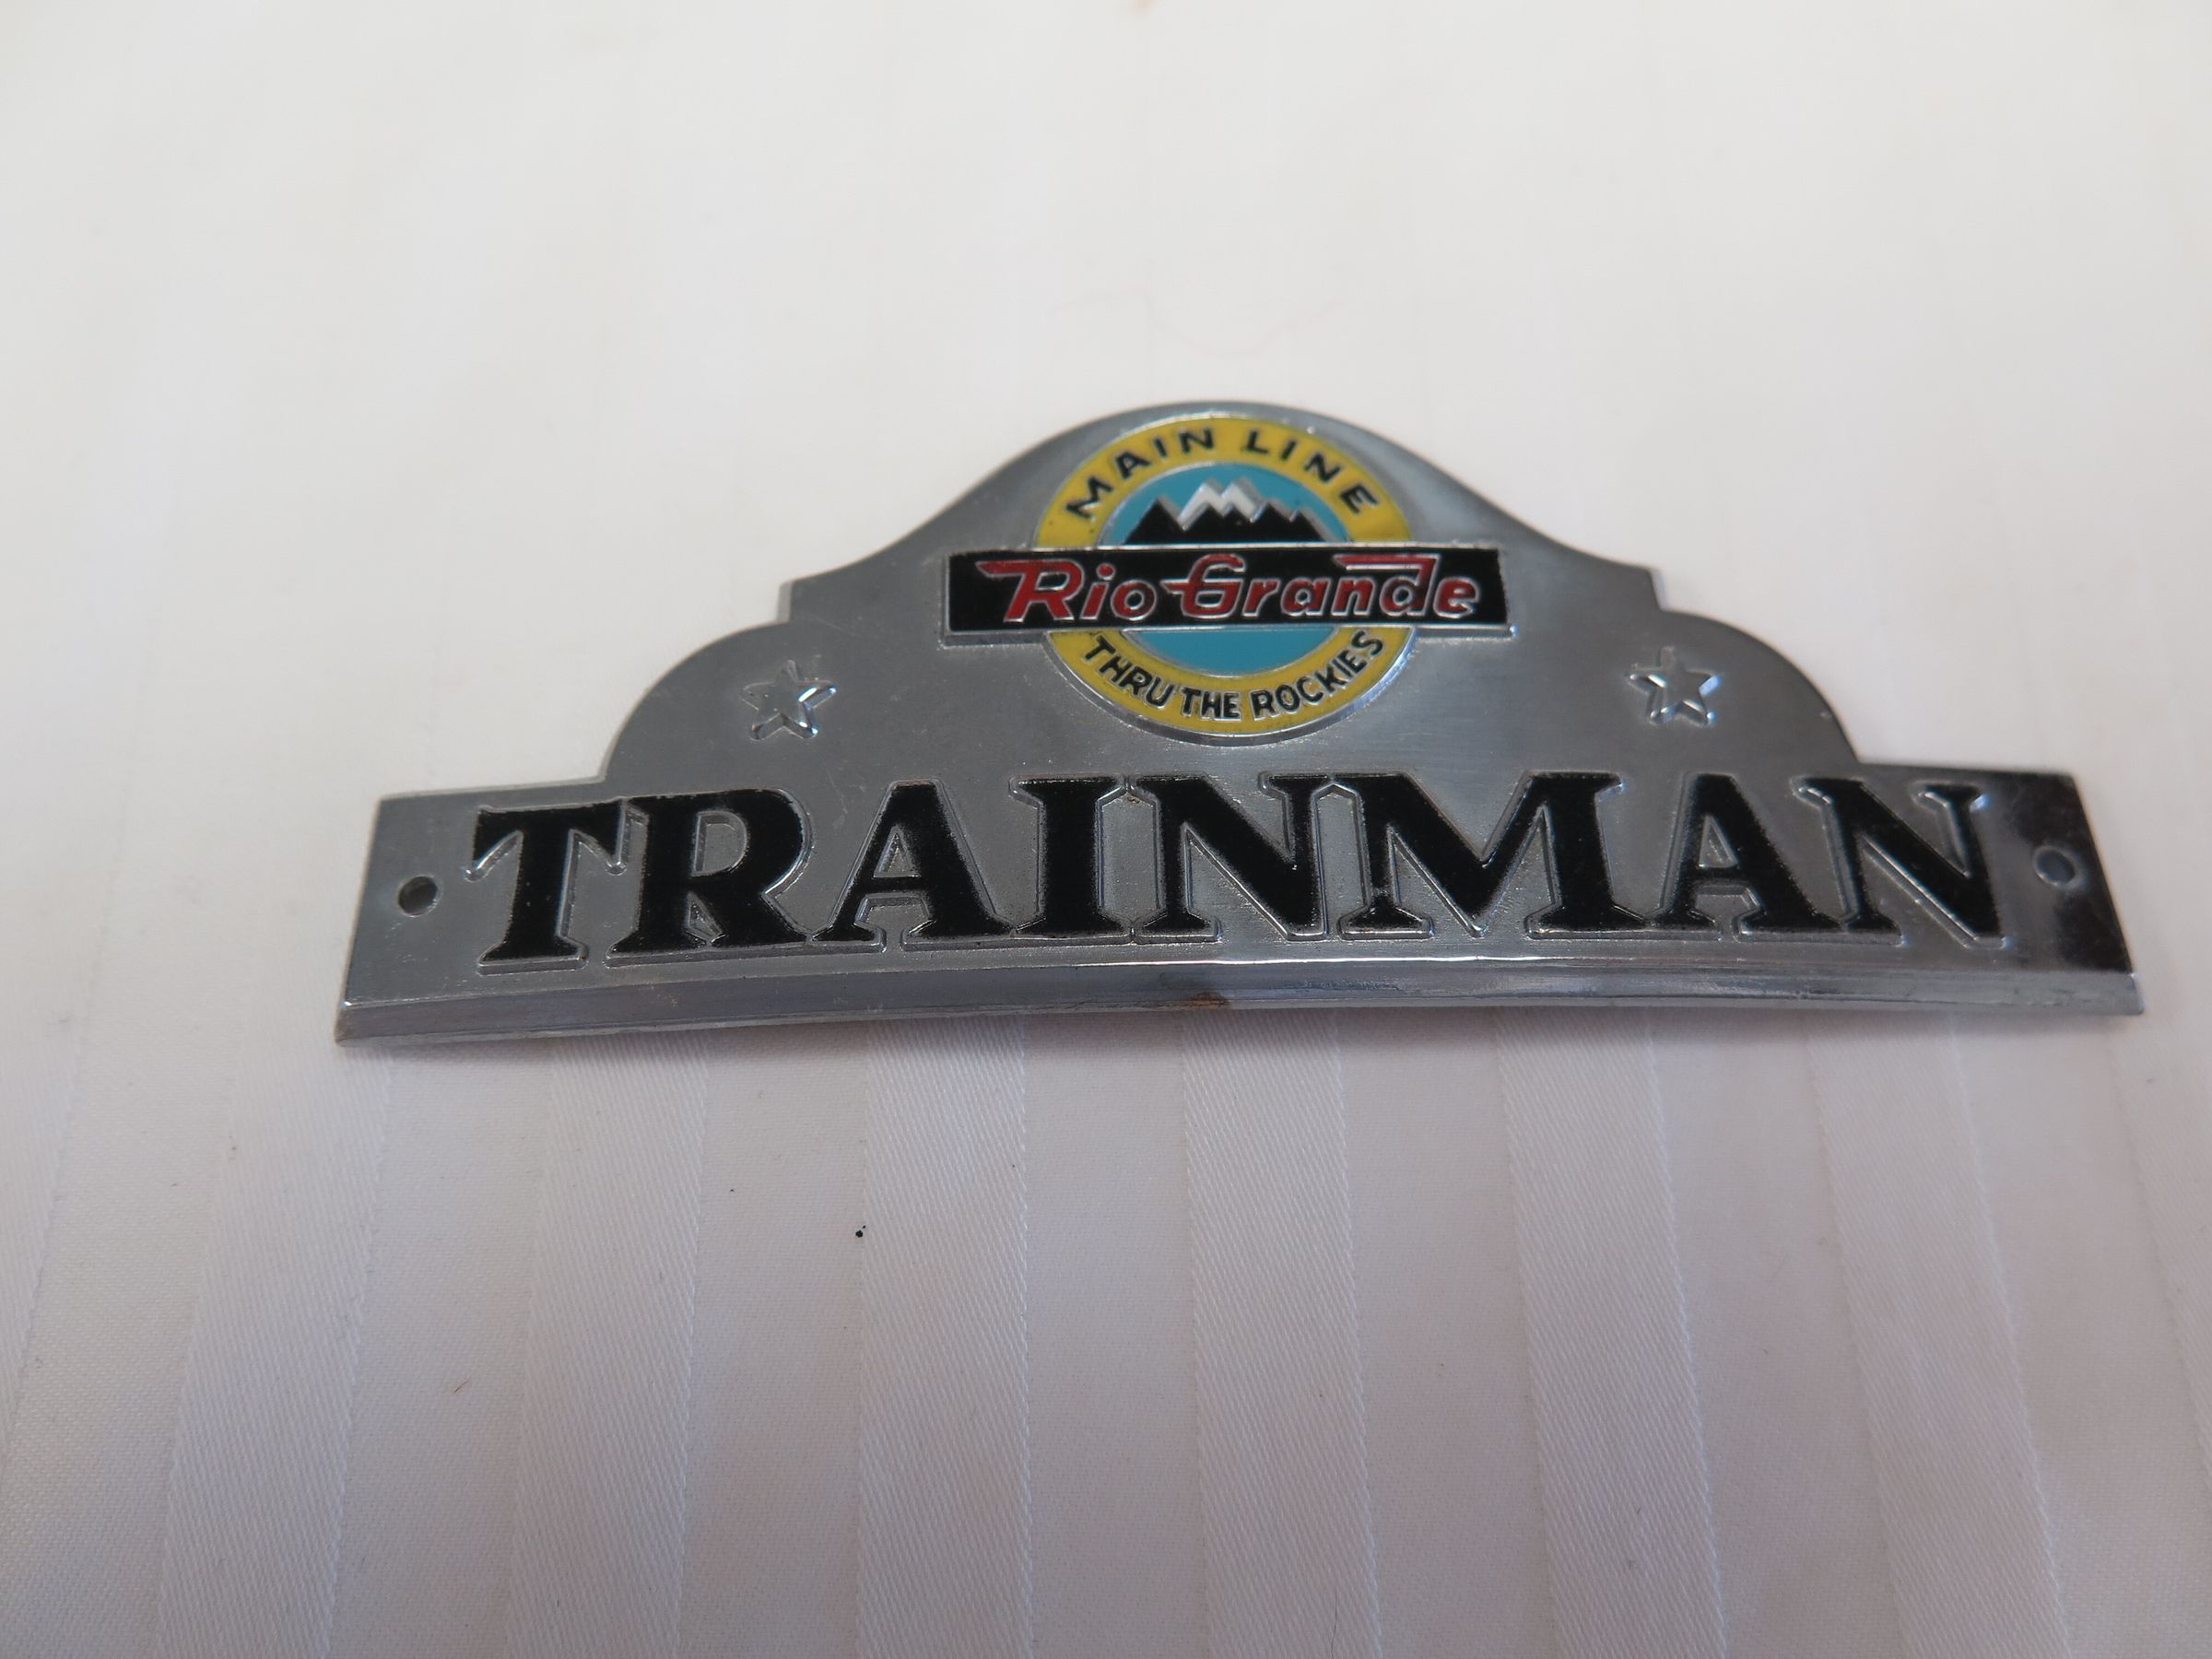 MAIN LINE
Rio Grande
THRU THE ROCKIES
TRAINMAN